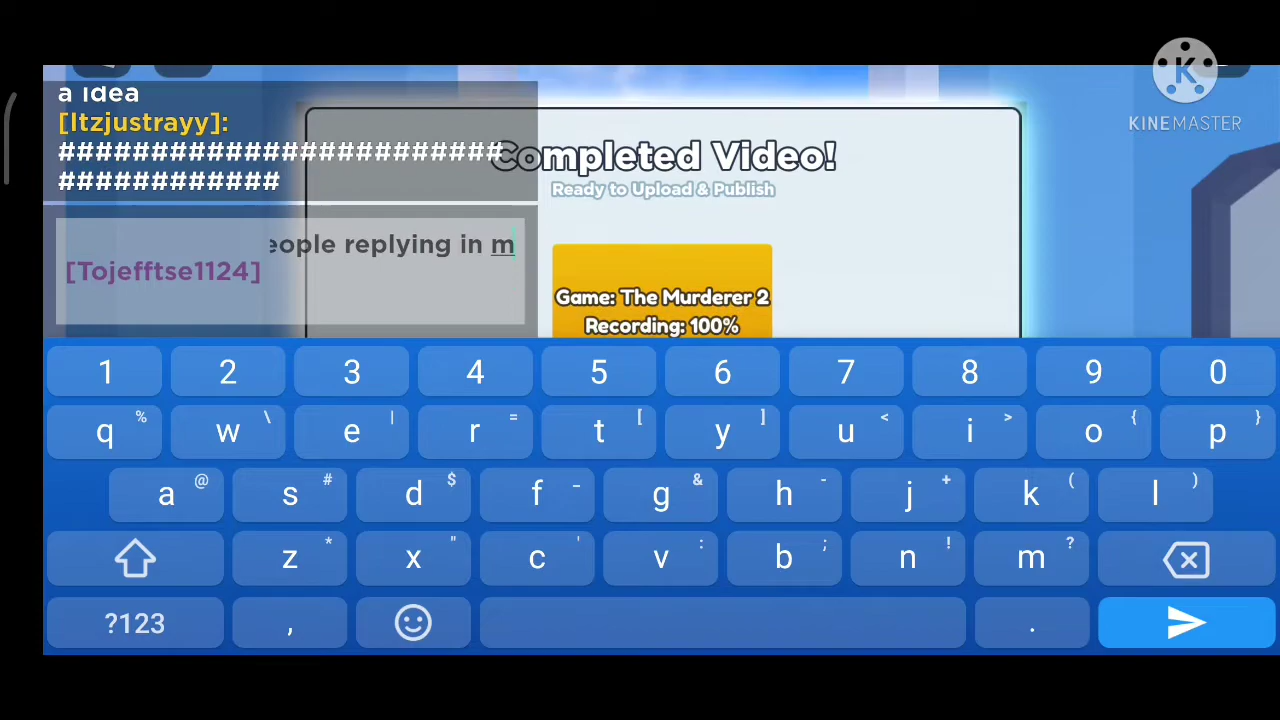 a idea
[Itzjustrayy]:
########################
############
eople replying in m
[Tojefftse1124]
Completed Video!
Ready to Upload & Publish
Game: The Murderer 2
Recording: 100%
K
KINEMASTER
1 2 3 4 5 6 7 8 9 0
q % w \ e | r = t [ y ] u < i > o { p }
a @ s # d $ f _ g & h - j + k ( l )
z * x " c ' v : b ; n ! m ?
?123 , .